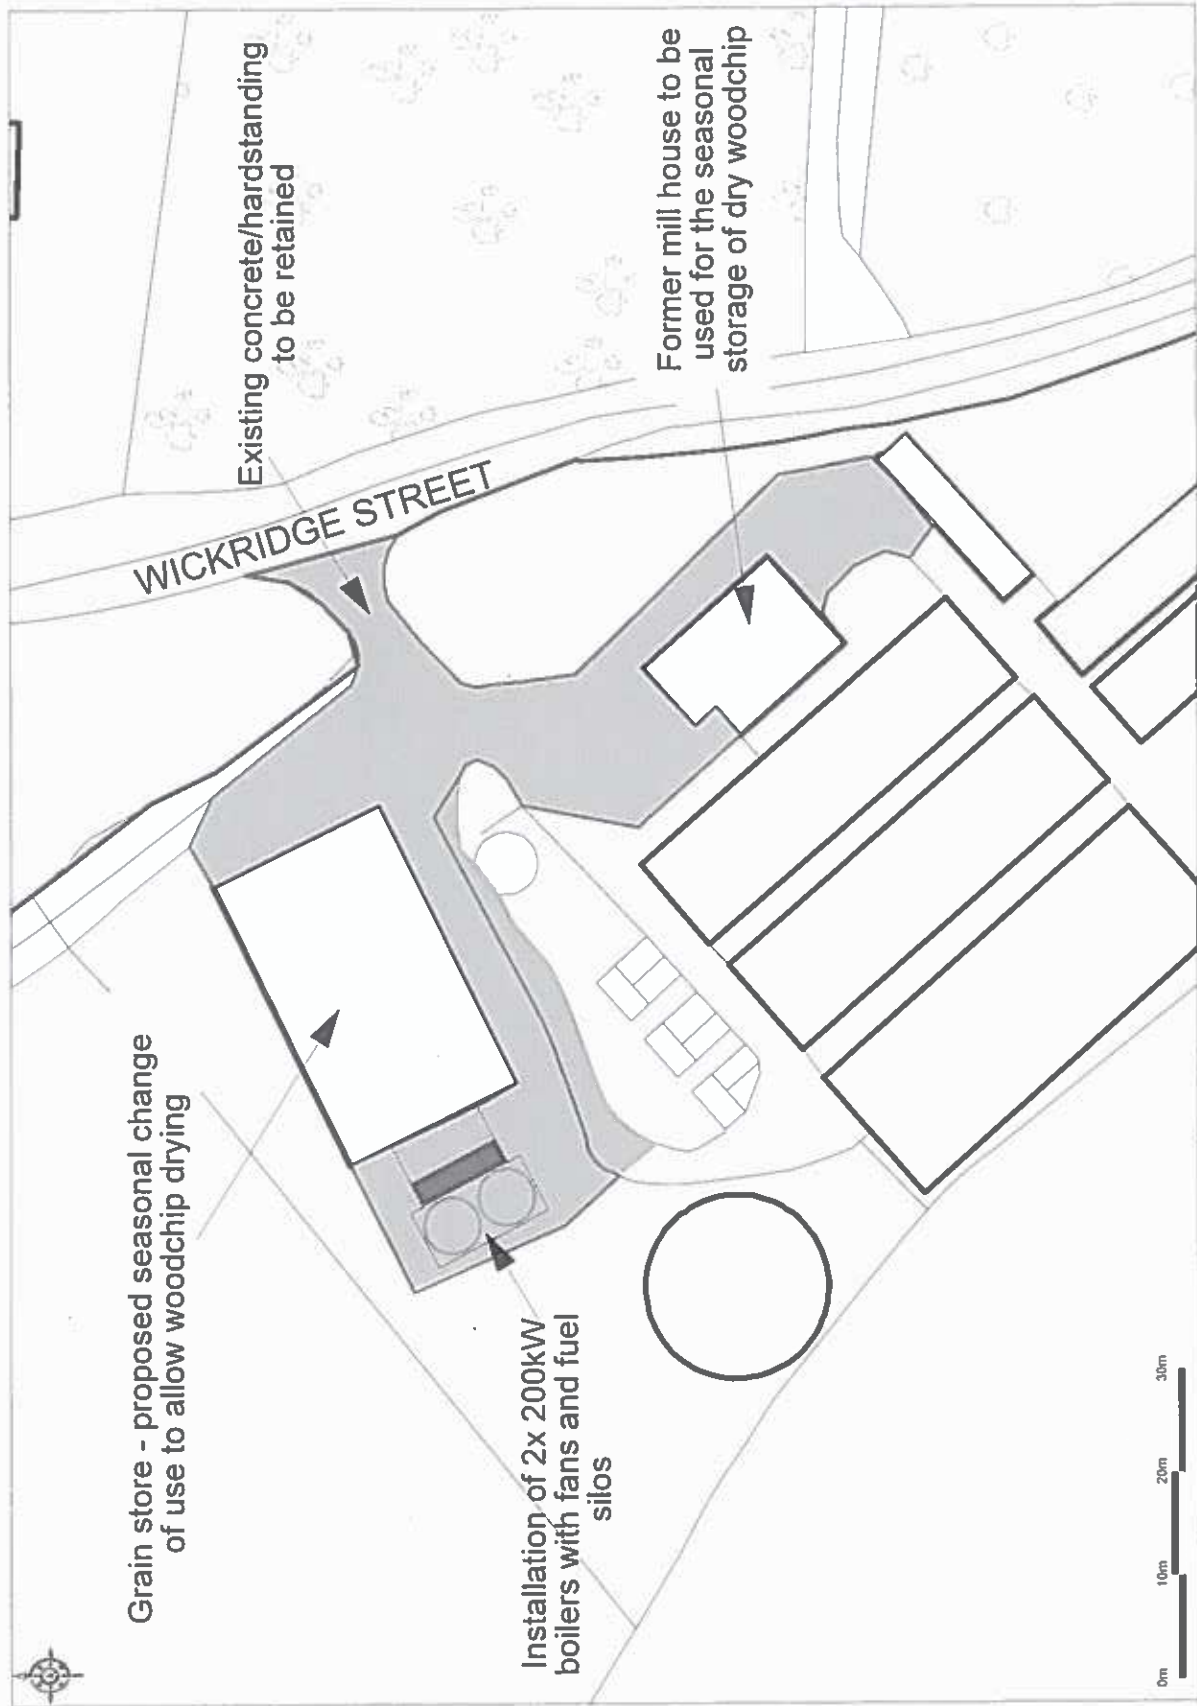 Existing concrete/hardstanding
to be retained
Former mill house to be
used for the seasonal
storage of dry woodchip
WICKRIDGE STREET
Grain store - proposed seasonal change
of use to allow woodchip drying
Installation of 2x 200kW
boilers with fans and fuel
silos
0m 10m 20m 30m